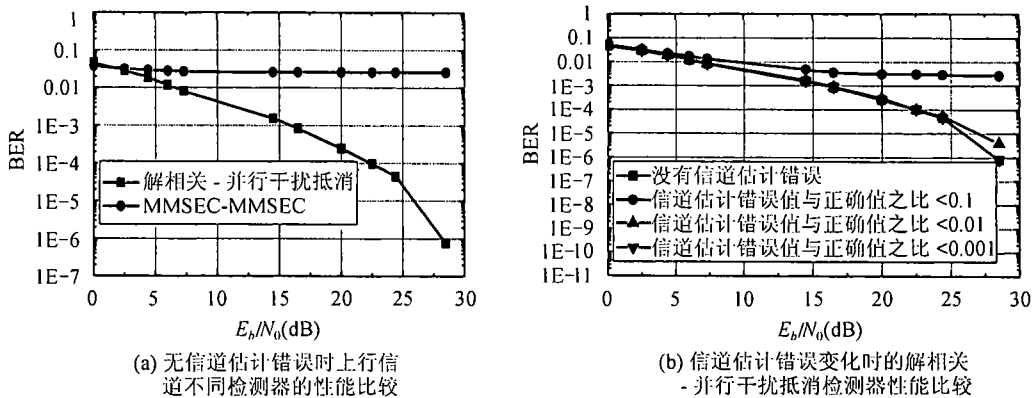 1
0.1
0.01
1E-3
1E-4
1E-5
1E-6
1E-7
BER
解相关 - 并行干扰抵消
MMSEC-MMSEC
0
5
10
15
20
25
30
E_b/N_0(dB)
(a) 无信道估计错误时上行信
道不同检测器的性能比较
1
0.1
0.01
1E-3
1E-4
1E-5
1E-6
1E-7
1E-8
1E-9
1E-10
1E-11
BER
没有信道估计错误
信道估计错误值与正确值之比 <0.1
信道估计错误值与正确值之比 <0.01
信道估计错误值与正确值之比 <0.001
0
5
10
15
20
25
30
E_b/N_0(dB)
(b) 信道估计错误变化时的解相关
- 并行干扰抵消检测器性能比较